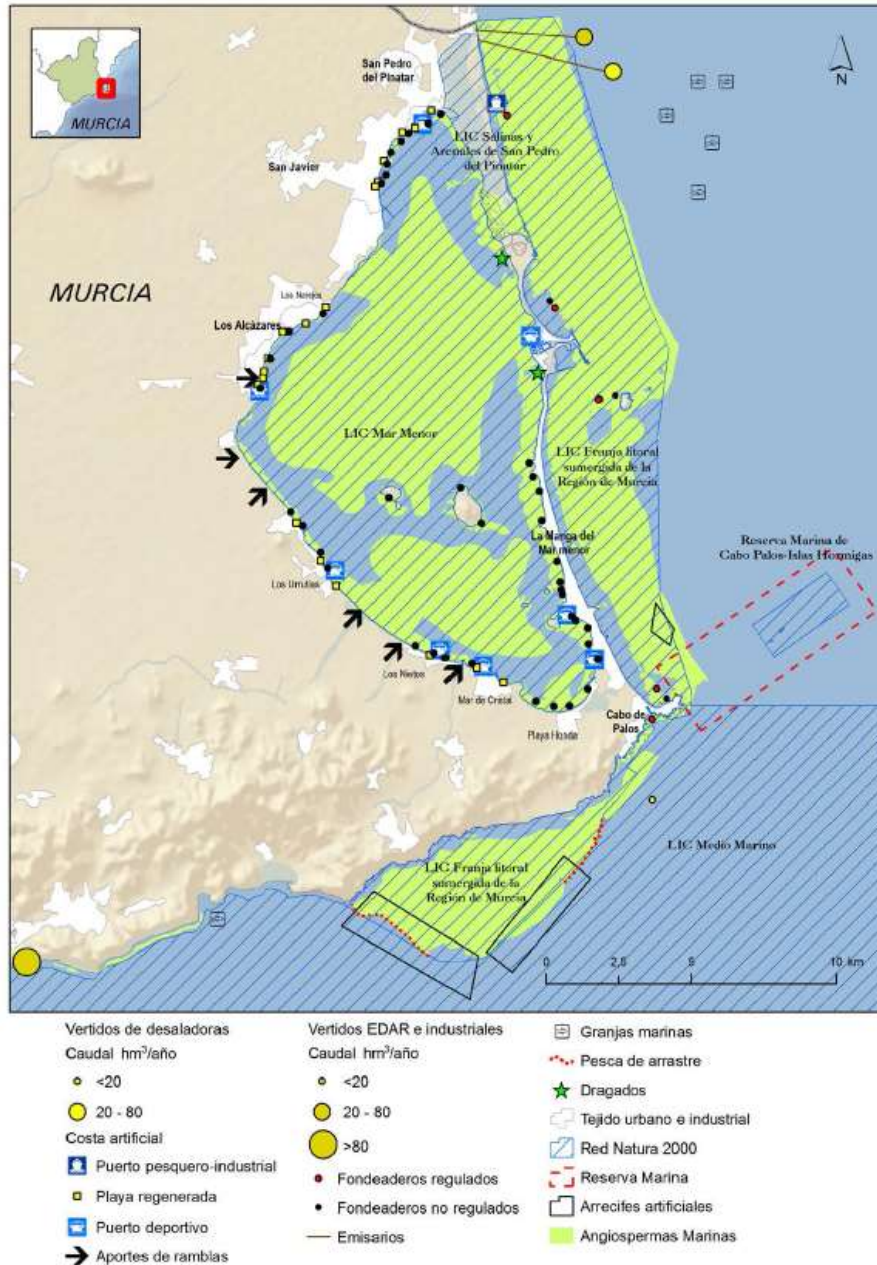 MURCIA
San Pedro
del Pinatar
N
LIC Salinas y
Arenales de San Pedro
del Pinatar
San Javier
MURCIA
Los Narejos
Los Alcázares
LIC Mar Menor
LIC Franja litoral
sumergida de la
Región de Murcia
La Manga del
Mar menor
Reserva Marina de
Cabo Palos-Islas Hormigas
Los Urrutias
Los Nietos
Mar de Cristal
Playa Honda
Cabo de
Palos
LIC Medio Marino
LIC Franja litoral
sumergida de la
Región de Murcia
0 2,5 5 10 km
Vertidos de desaladoras
Caudal hm³/año
<20
20 - 80
Costa artificial
Puerto pesquero-industrial
Playa regenerada
Puerto deportivo
Aportes de ramblas
Vertidos EDAR e industriales
Caudal hm³/año
<20
20 - 80
>80
Fondeaderos regulados
Fondeaderos no regulados
Emisarios
Granjas marinas
Pesca de arrastre
Dragados
Tejido urbano e industrial
Red Natura 2000
Reserva Marina
Arrecifes artificiales
Angiospermas Marinas